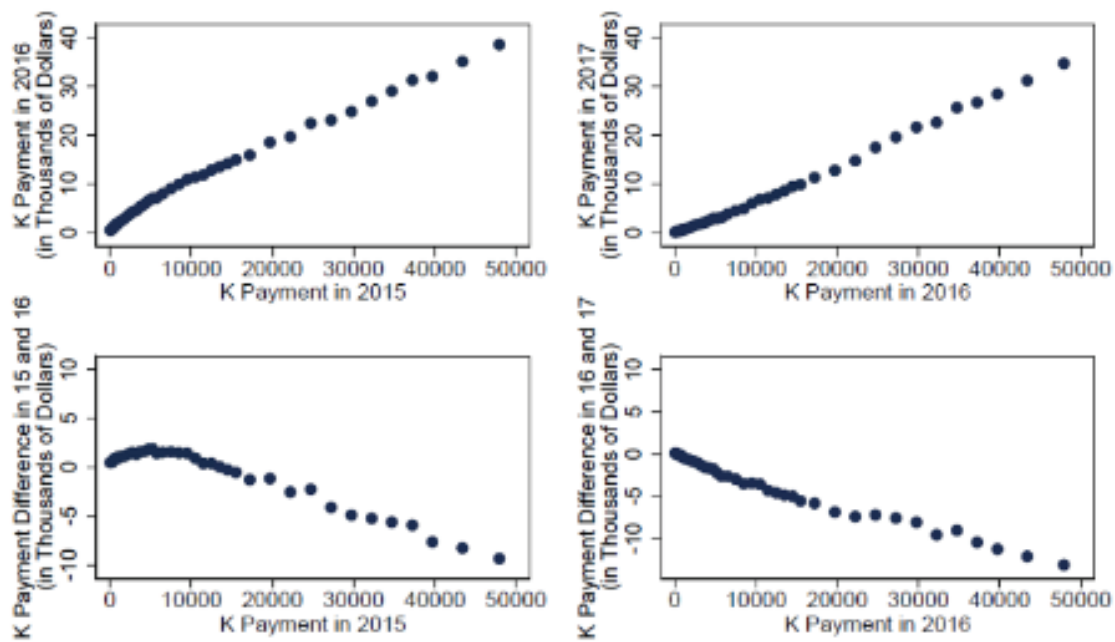 K Payment in 2016
(in Thousands of Dollars)
40
30
20
10
0
0 10000 20000 30000 40000 50000
K Payment in 2015
K Payment in 2017
(in Thousands of Dollars)
40
30
20
10
0
0 10000 20000 30000 40000 50000
K Payment in 2016
K Payment Difference in 15 and 16
(in Thousands of Dollars)
10
5
0
-5
-10
0 10000 20000 30000 40000 50000
K Payment in 2015
K Payment Difference in 16 and 17
(in Thousands of Dollars)
10
5
0
-5
-10
0 10000 20000 30000 40000 50000
K Payment in 2016